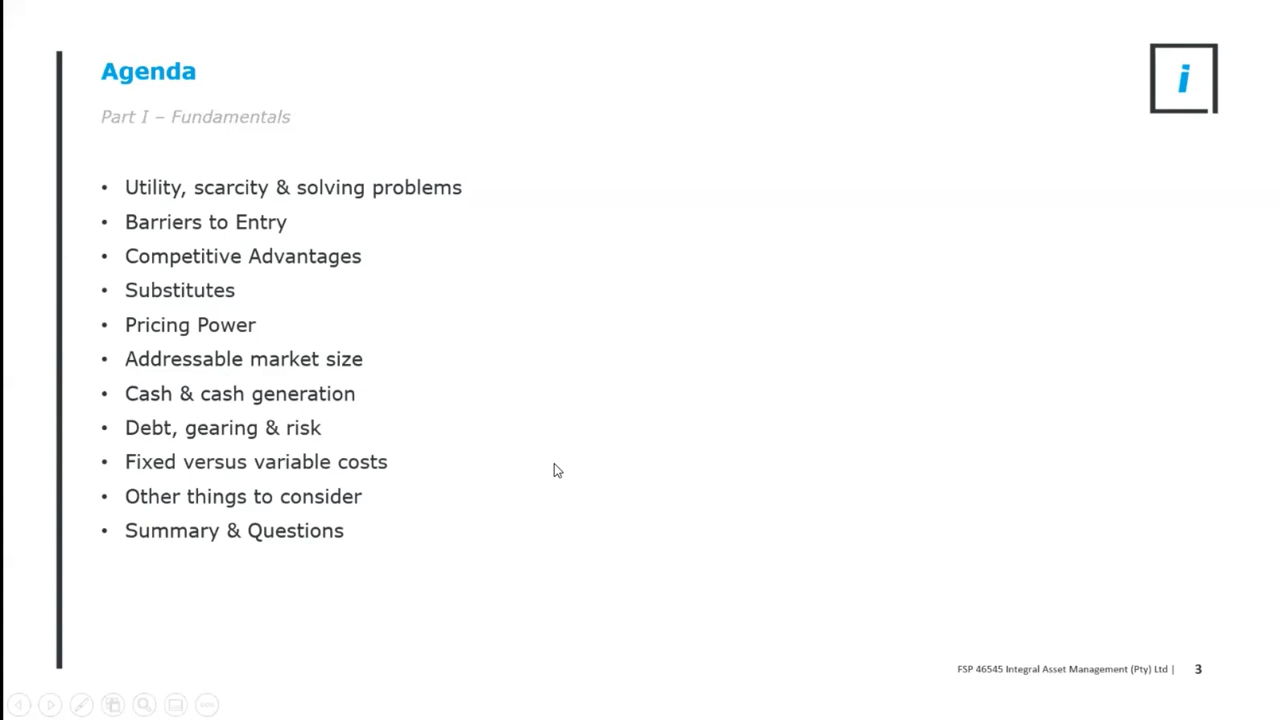 Agenda
i
Part I – Fundamentals
• Utility, scarcity & solving problems
• Barriers to Entry
• Competitive Advantages
• Substitutes
• Pricing Power
• Addressable market size
• Cash & cash generation
• Debt, gearing & risk
• Fixed versus variable costs
• Other things to consider
• Summary & Questions
FSP 46545 Integral Asset Management (Pty) Ltd | 3